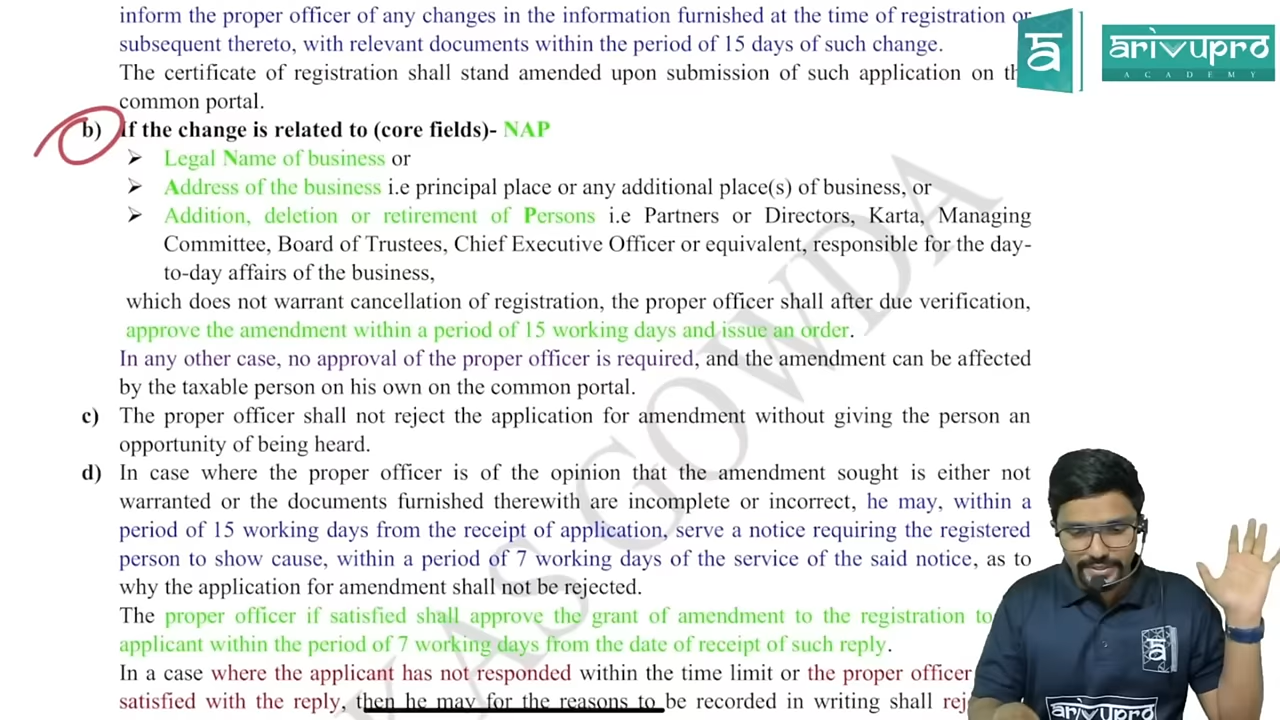 inform the proper officer of any changes in the information furnished at the time of registration or
subsequent thereto, with relevant documents within the period of 15 days of such change.
The certificate of registration shall stand amended upon submission of such application on th
common portal.
b) If the change is related to (core fields)- NAP
➢ Legal Name of business or
➢ Address of the business i.e principal place or any additional place(s) of business, or
➢ Addition, deletion or retirement of Persons i.e Partners or Directors, Karta, Managing
Committee, Board of Trustees, Chief Executive Officer or equivalent, responsible for the day-
to-day affairs of the business,
which does not warrant cancellation of registration, the proper officer shall after due verification,
approve the amendment within a period of 15 working days and issue an order.
In any other case, no approval of the proper officer is required, and the amendment can be affected
by the taxable person on his own on the common portal.
c) The proper officer shall not reject the application for amendment without giving the person an
opportunity of being heard.
d) In case where the proper officer is of the opinion that the amendment sought is either not
warranted or the documents furnished therewith are incomplete or incorrect, he may, within a
period of 15 working days from the receipt of application, serve a notice requiring the registered
person to show cause, within a period of 7 working days of the service of the said notice, as to
why the application for amendment shall not be rejected.
The proper officer if satisfied shall approve the grant of amendment to the registration to
applicant within the period of 7 working days from the date of receipt of such reply.
In a case where the applicant has not responded within the time limit or the proper officer
satisfied with the reply, then he may for the reasons to be recorded in writing shall rej
KAS GOWDA
ā
arivupro
ACADEMY
ā
arivupro